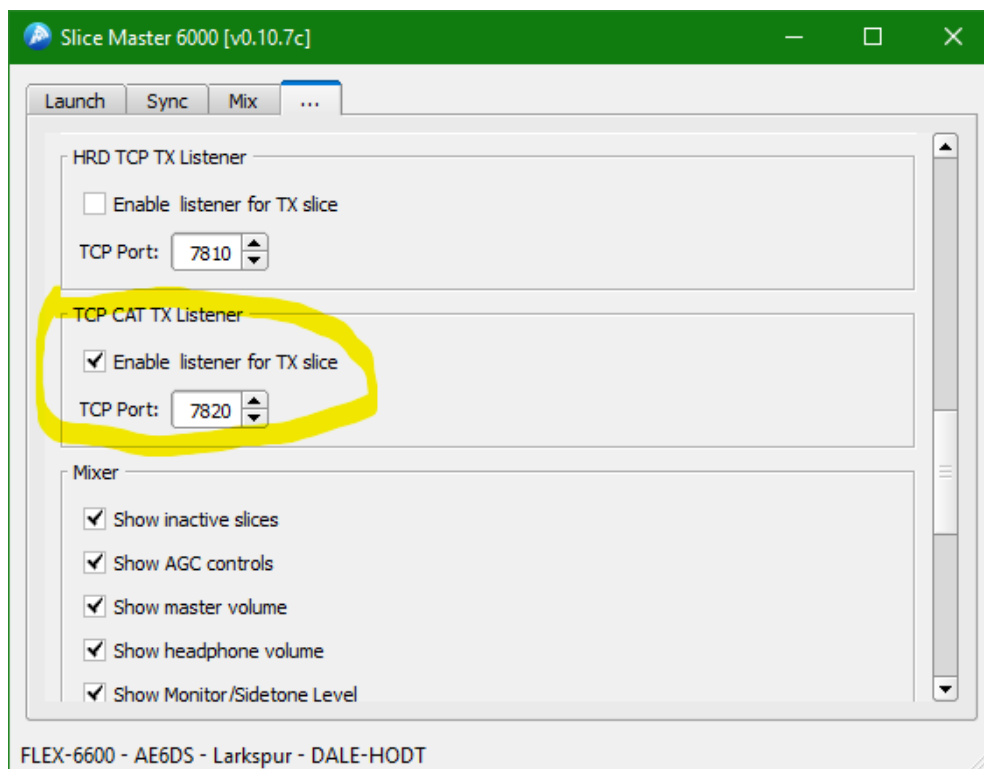 Slice Master 6000 [v0.10.7c]
Launch Sync Mix ...
HRD TCP TX Listener
Enable listener for TX slice
TCP Port: 7810
TCP CAT TX Listener
Enable listener for TX slice
TCP Port: 7820
Mixer
Show inactive slices
Show AGC controls
Show master volume
Show headphone volume
Show Monitor/Sidetone Level
FLEX-6600 - AE6DS - Larkspur - DALE-HODT